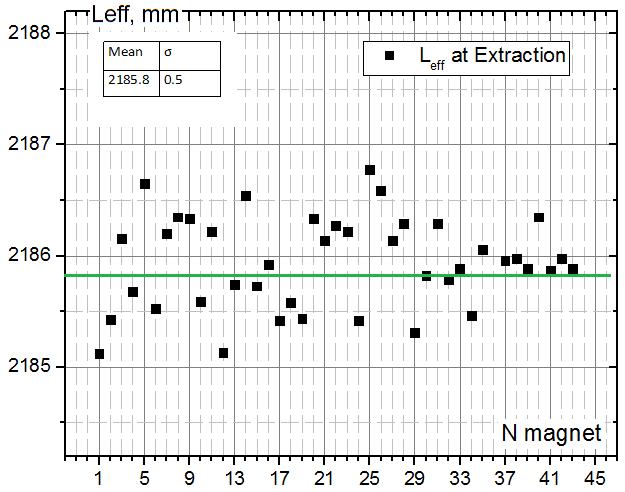 Leff, mm
2188
Mean σ
2185.8 0.5
Leff at Extraction
2187
2186
2185
N magnet
1 5 9 13 17 21 25 29 33 37 41 45